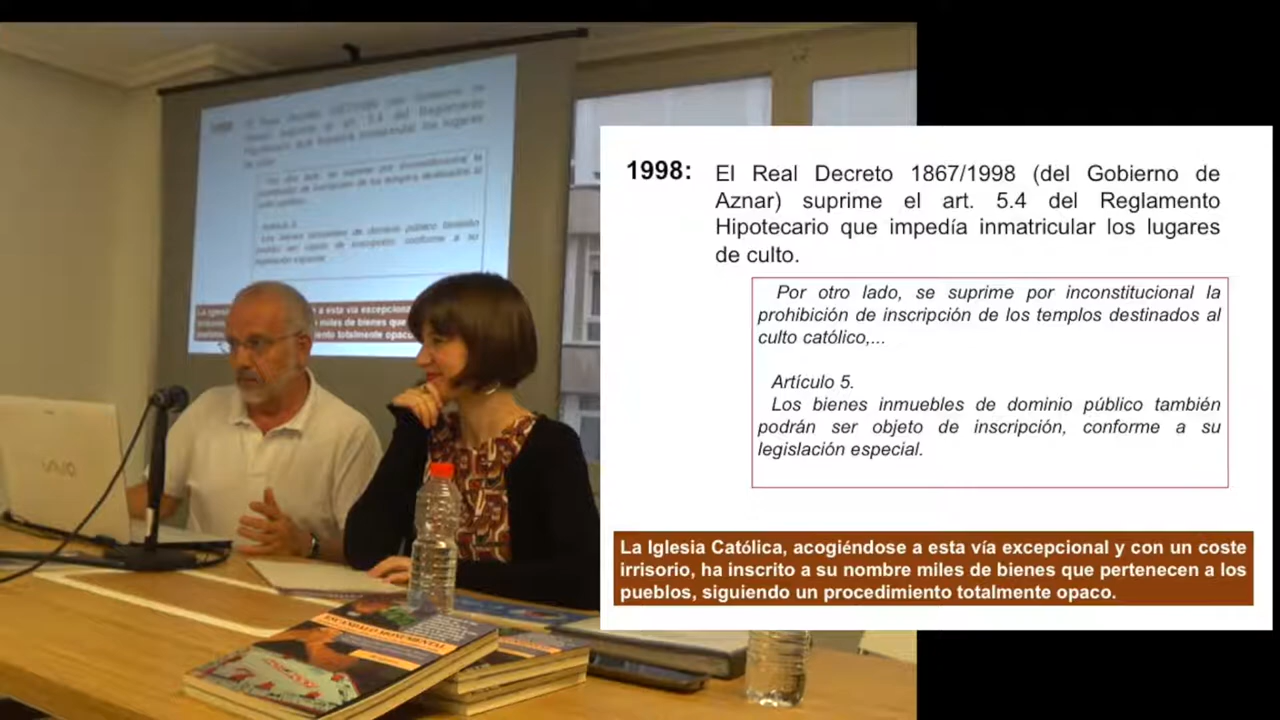 1998: El Real Decreto 1867/1998 (del Gobierno de
Aznar) suprime el art. 5.4 del Reglamento
Hipotecario que impedía inmatricular los lugares
de culto.
Por otro lado, se suprime por inconstitucional la
prohibición de inscripción de los templos destinados al
culto católico,...
Artículo 5.
Los bienes inmuebles de dominio público también
podrán ser objeto de inscripción, conforme a su
legislación especial.
La Iglesia Católica, acogiéndose a esta vía excepcional y con un coste
irrisorio, ha inscrito a su nombre miles de bienes que pertenecen a los
pueblos, siguiendo un procedimiento totalmente opaco.
VAIO
ESCÁNDALO MONUMENTAL